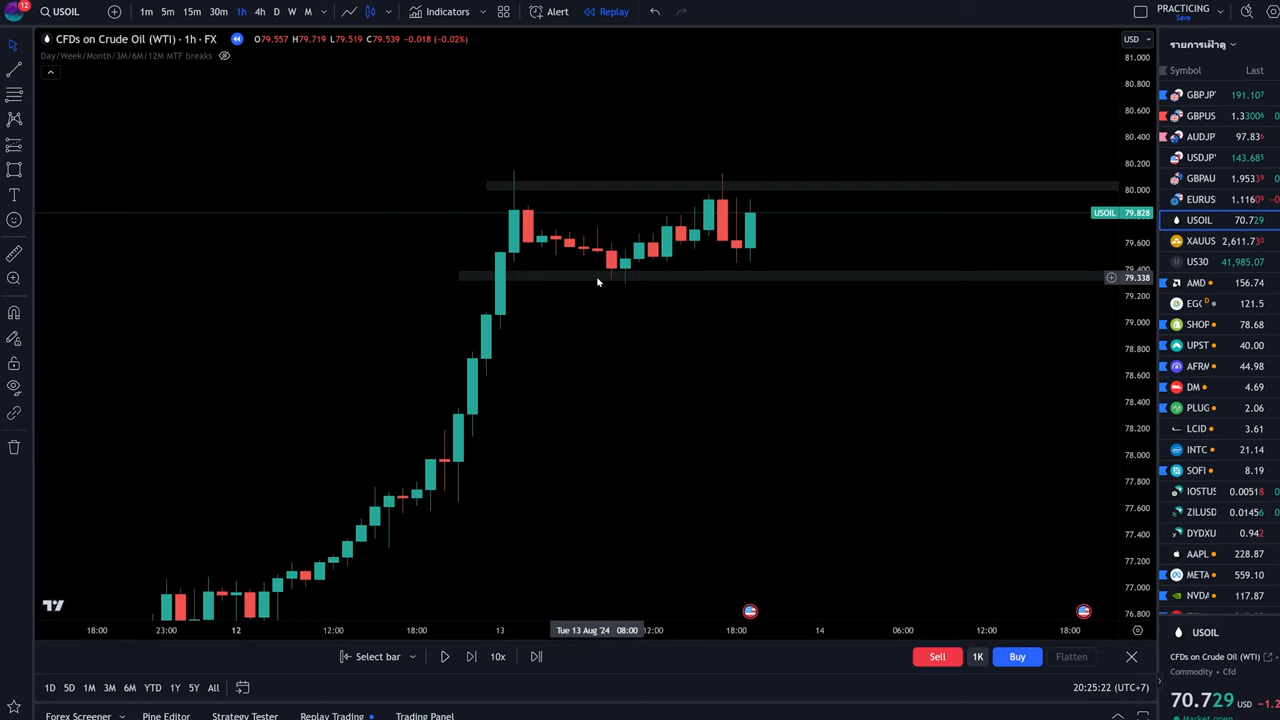 12 USOIL 1m 5m 15m 30m 1h 4h D W M Indicators Alert Replay PRACTICING Save
CFDs on Crude Oil (WTI) · 1h · FX O79.557 H79.719 L79.519 C79.539 −0.018 (−0.02%) USD
Day/Week/Month/3M/6M/12M MTF breaks
81.000
80.800
80.600
80.400
80.200
80.000
USOIL 79.828
79.600
79.400
79.338
79.200
79.000
78.800
78.600
78.400
78.200
78.000
77.800
77.600
77.400
77.200
77.000
76.800
18:00 23:00 12 12:00 18:00 13 Tue 13 Aug '24 08:00 12:00 18:00 14 06:00 12:00 18:00
Select bar 10x Sell 1K Buy Flatten
1D 5D 1M 3M 6M YTD 1Y 5Y All 20:25:22 (UTC+7)
Forex Screener Pine Editor Strategy Tester Replay Trading Trading Panel
รายการเฝ้าดู
Symbol Last
GBPJP 191.107
GBPUS 1.33006 0
AUDJP 97.836
USDJP 143.685
GBPAU 1.95339
EURUS 1.11609 −0
USOIL 70.729
XAUUS 2,611.730
US30 41,985.07
AMD 156.74
EGC D 121.5
SHOP 78.68
UPST 40.00
AFRM 44.98
DM 4.69
PLUG 2.06
LCID 3.61
INTC 21.14
SOFI 8.19
IOSTUS 0.00518 0
ZILUSD 0.01456
DYDXU 0.942
AAPL 228.87
META 559.10
NVDA 117.87
USOIL
CFDs on Crude Oil (WTI)
Commodity • Cfd
70.729 USD −1.2
Market open